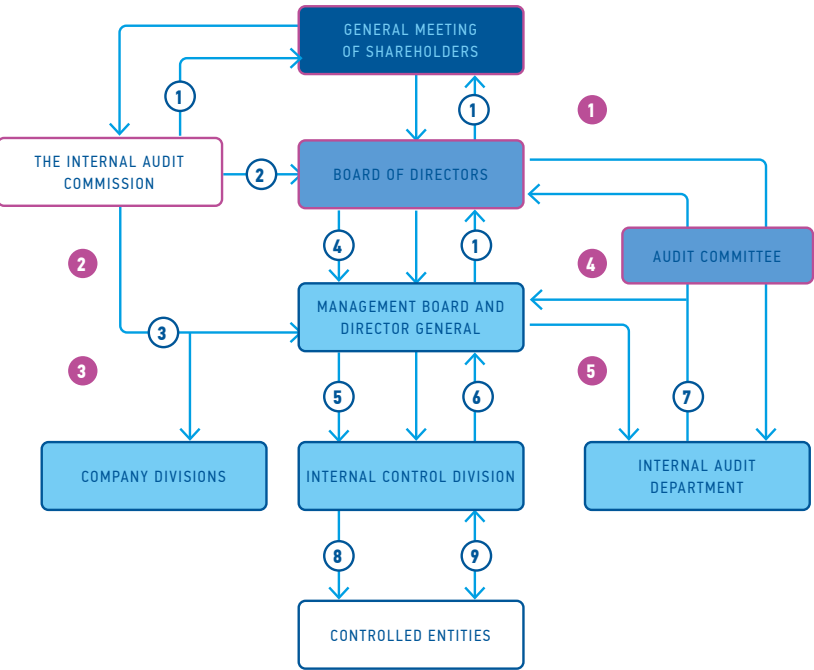 GENERAL MEETING
OF SHAREHOLDERS
1
1
1
THE INTERNAL AUDIT
COMMISSION
2
BOARD OF DIRECTORS
4
1
2
4
AUDIT COMMITTEE
MANAGEMENT BOARD AND
DIRECTOR GENERAL
3
3
5
5
6
7
COMPANY DIVISIONS
INTERNAL CONTROL DIVISION
INTERNAL AUDIT
DEPARTMENT
8
9
CONTROLLED ENTITIES